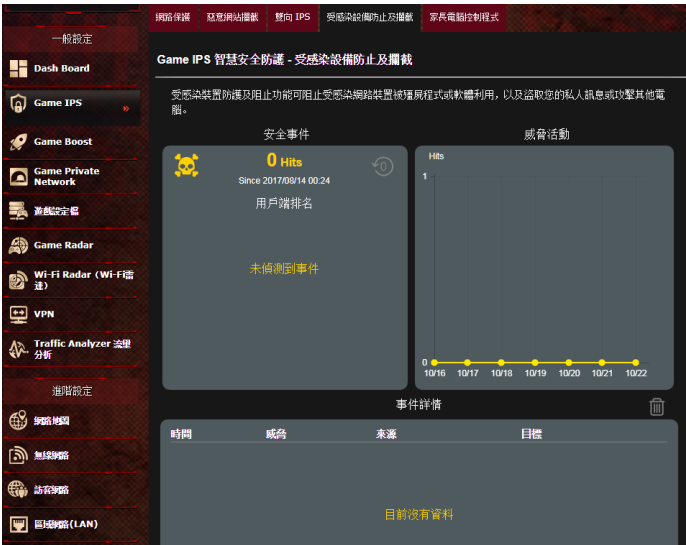 網路保護 惡意網站攔截 雙向 IPS 受感染設備防止及攔截 家長電腦控制程式
一般設定
Dash Board
Game IPS
Game Boost
Game Private
Network
遊戲設定檔
Game Radar
Wi-Fi Radar (Wi-Fi雷
達)
VPN
Traffic Analyzer 流量
分析
進階設定
網路地圖
無線網路
訪客網路
區域網路(LAN)
Game IPS 智慧安全防護 - 受感染設備防止及攔截
受感染裝置防護及阻止功能可阻止受感染網路裝置被殭屍程式或軟體利用，以及盜取您的私人訊息或攻擊其他電
腦。
安全事件
0 Hits
Since 2017/08/14 00:24
用戶端排名
未偵測到事件
威脅活動
Hits
1
0
10/16 10/17 10/18 10/19 10/20 10/21 10/22
事件詳情
時間 威脅 來源 目標
目前沒有資料